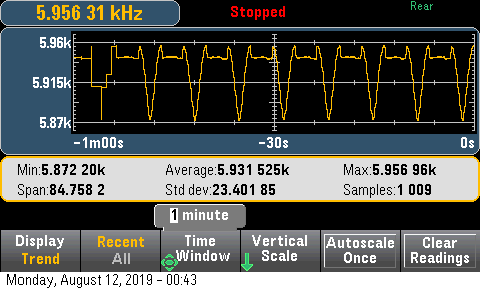 5.956 31 kHz
Stopped
Rear
5.96k
5.915k
5.87k
-1m00s
-30s
0s
Min:5.872 20k Average:5.931 525k Max:5.956 96k
Span:84.758 2 Std dev:23.401 85 Samples:1 009
1 minute
Display
Trend
Recent
All
Time
Window
Vertical
Scale
Autoscale
Once
Clear
Readings
Monday, August 12, 2019 - 00:43